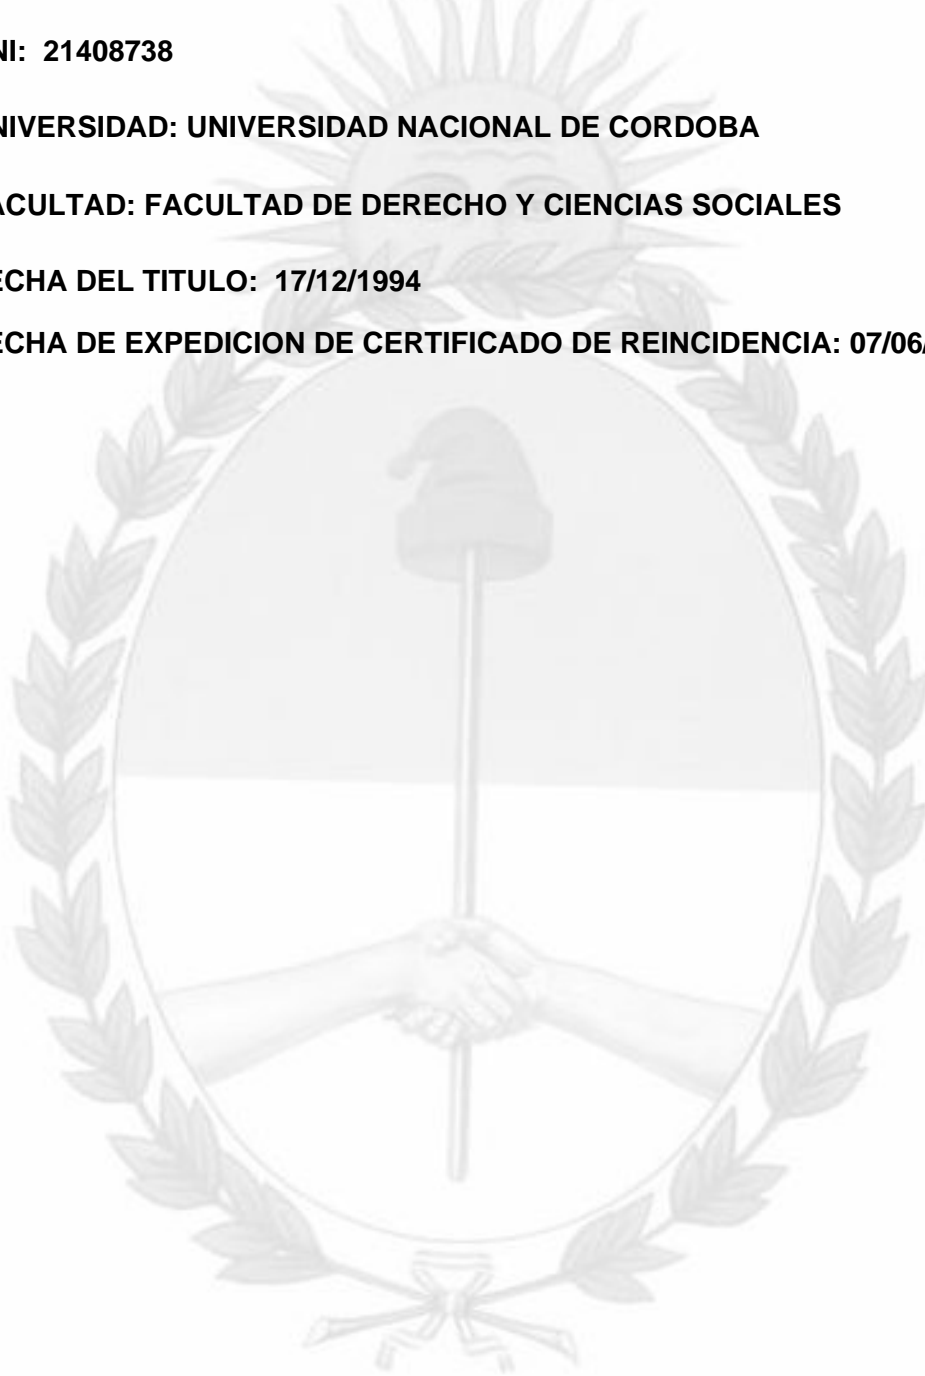 NI: 21408738
NIVERSIDAD: UNIVERSIDAD NACIONAL DE CORDOBA
ACULTAD: FACULTAD DE DERECHO Y CIENCIAS SOCIALES
ECHA DEL TITULO: 17/12/1994
ECHA DE EXPEDICION DE CERTIFICADO DE REINCIDENCIA: 07/06/